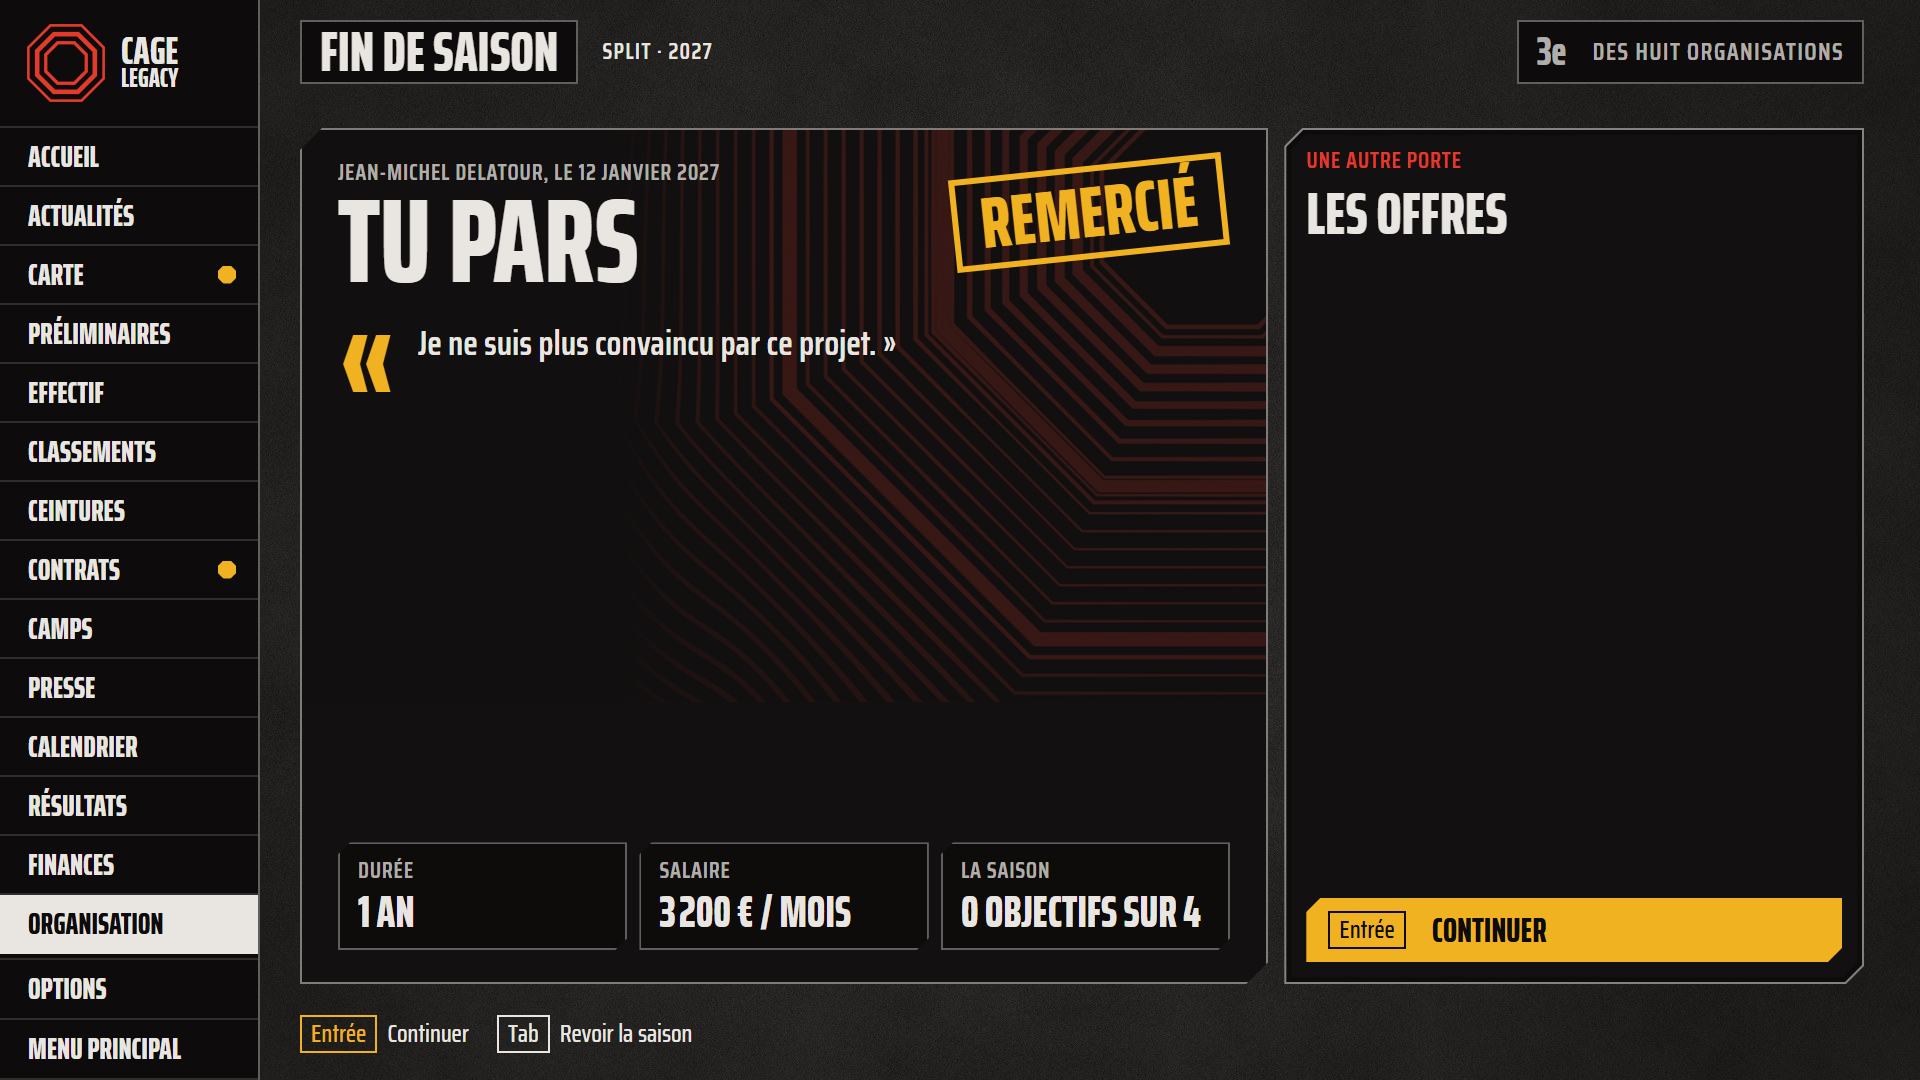 CAGE
LEGACY
ACCUEIL
ACTUALITÉS
CARTE
PRÉLIMINAIRES
EFFECTIF
CLASSEMENTS
CEINTURES
CONTRATS
CAMPS
PRESSE
CALENDRIER
RÉSULTATS
FINANCES
ORGANISATION
OPTIONS
MENU PRINCIPAL
FIN DE SAISON
SPLIT · 2027
3e DES HUIT ORGANISATIONS
JEAN-MICHEL DELATOUR, LE 12 JANVIER 2027
TU PARS
REMERCIÉ
« Je ne suis plus convaincu par ce projet. »
DURÉE
1 AN
SALAIRE
3 200 € / MOIS
LA SAISON
0 OBJECTIFS SUR 4
UNE AUTRE PORTE
LES OFFRES
Entrée CONTINUER
Entrée Continuer Tab Revoir la saison